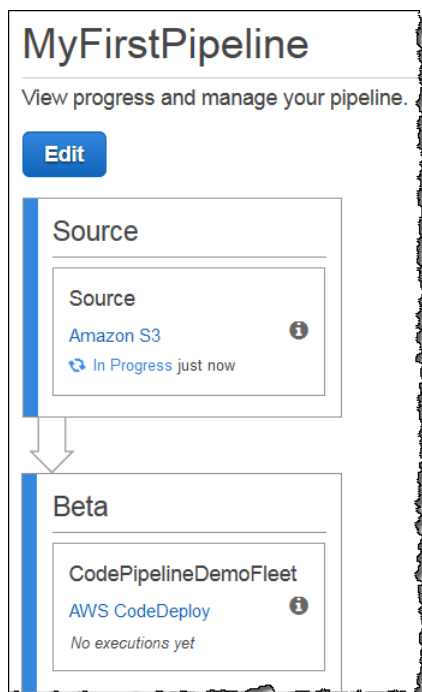 MyFirstPipeline
View progress and manage your pipeline.
Edit
Source
Source
Amazon S3
In Progress just now
Beta
CodePipelineDemoFleet
AWS CodeDeploy
No executions yet